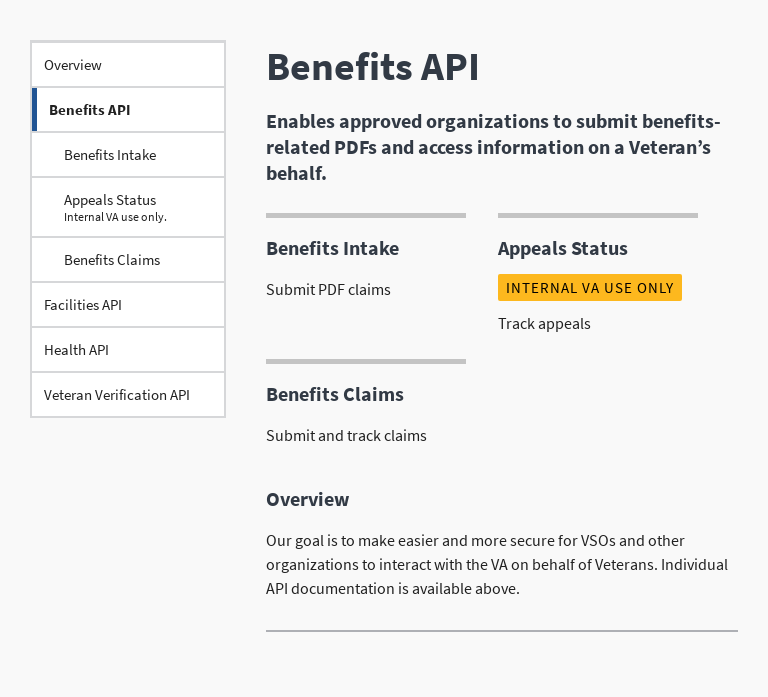 Overview
Benefits API
Benefits Intake
Appeals Status
Internal VA use only.
Benefits Claims
Facilities API
Health API
Veteran Verification API
Benefits API
Enables approved organizations to submit benefits-
related PDFs and access information on a Veteran’s
behalf.
Benefits Intake
Submit PDF claims
Appeals Status
INTERNAL VA USE ONLY
Track appeals
Benefits Claims
Submit and track claims
Overview
Our goal is to make easier and more secure for VSOs and other
organizations to interact with the VA on behalf of Veterans. Individual
API documentation is available above.